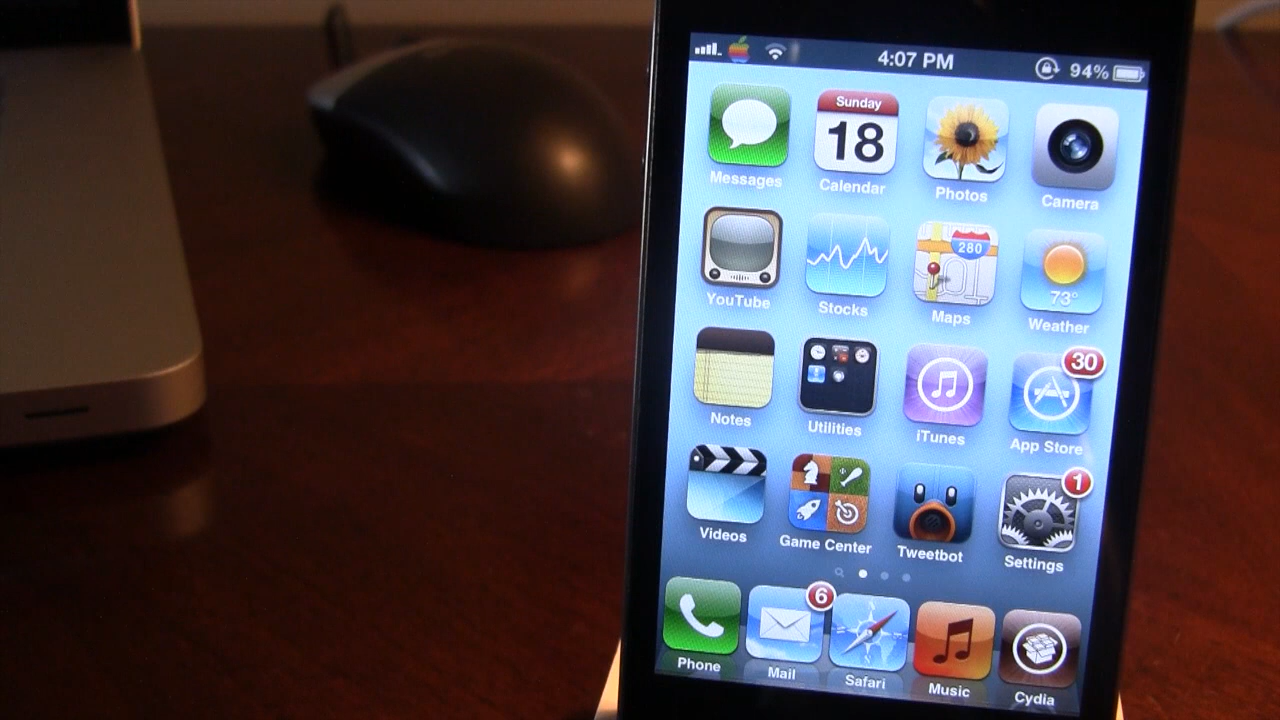 4:07 PM 94%
Sunday
18
Messages Calendar Photos Camera
280
73°
YouTube Stocks Maps Weather
30
Notes Utilities iTunes App Store
1
Videos Game Center Tweetbot Settings
6
Phone Mail Safari Music Cydia